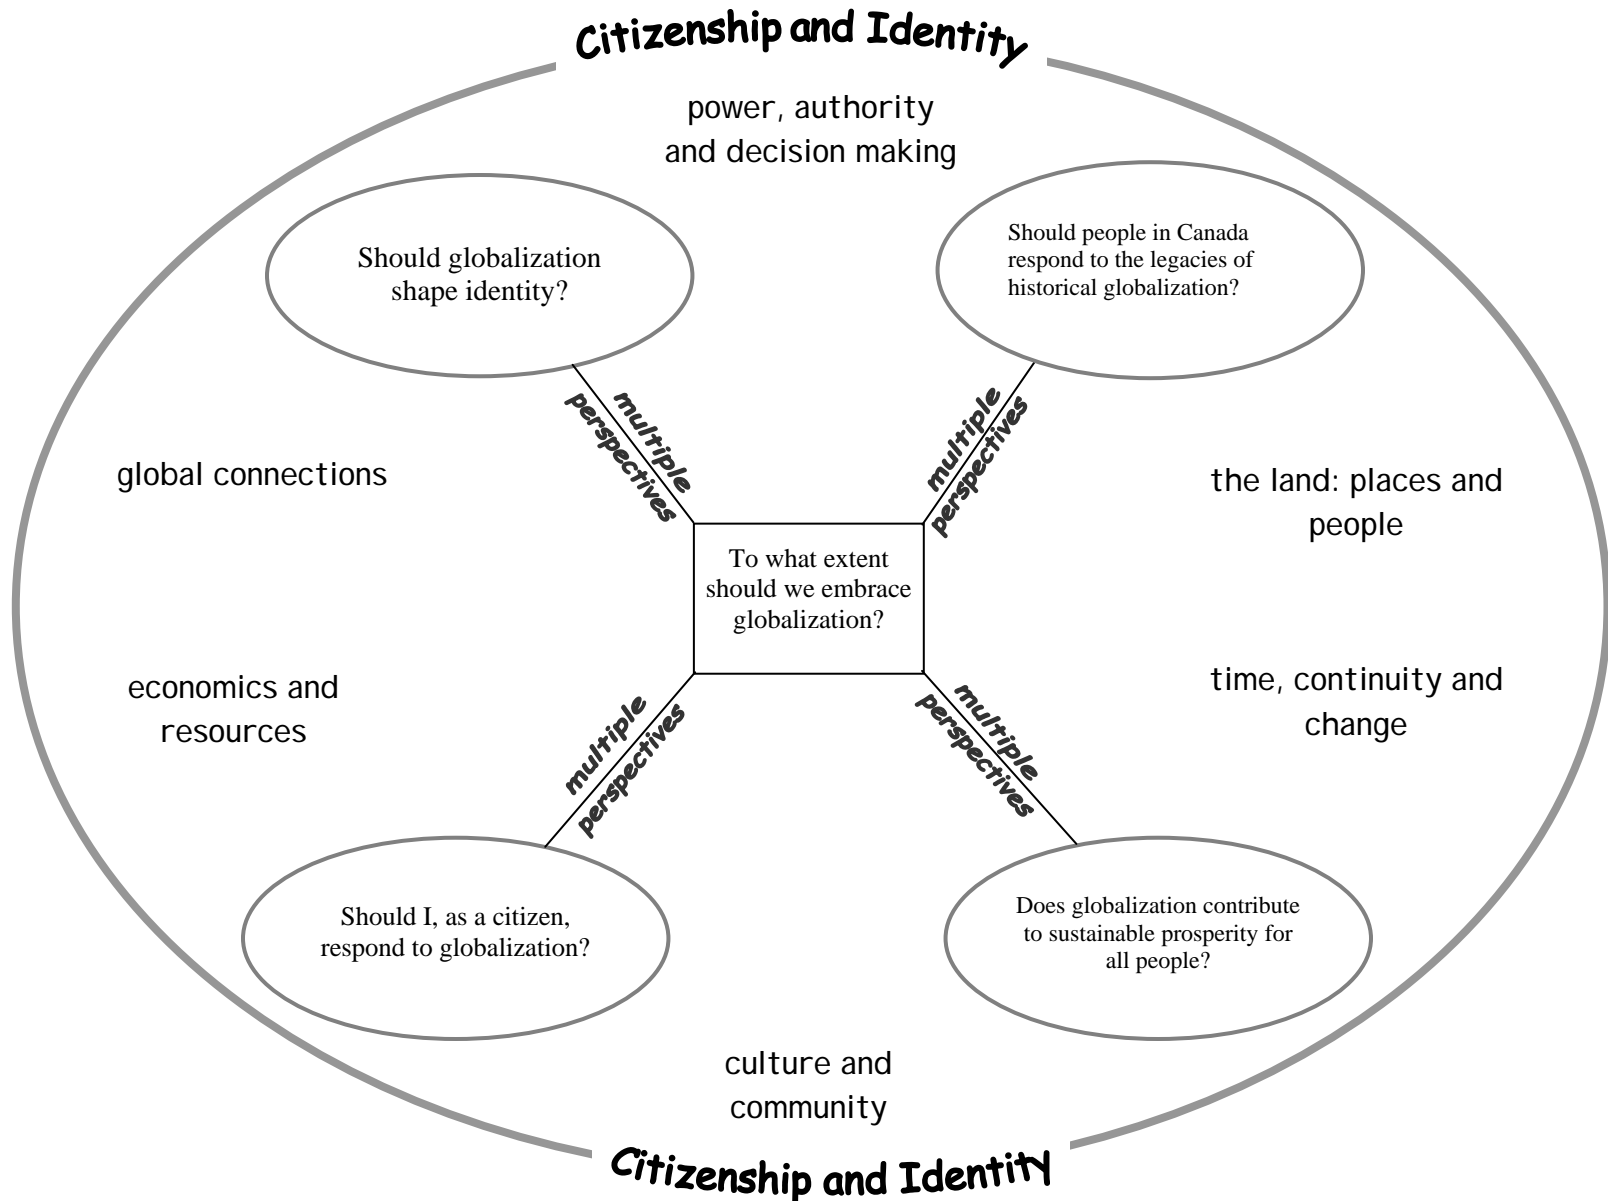 Citizenship and Identity
power, authority
and decision making
Should globalization
shape identity?
Should people in Canada
respond to the legacies of
historical globalization?
multiple
perspectives
multiple
perspectives
global connections
the land: places and
people
To what extent
should we embrace
globalization?
economics and
resources
time, continuity and
change
multiple
perspectives
multiple
perspectives
Should I, as a citizen,
respond to globalization?
Does globalization contribute
to sustainable prosperity for
all people?
culture and
community
Citizenship and Identity